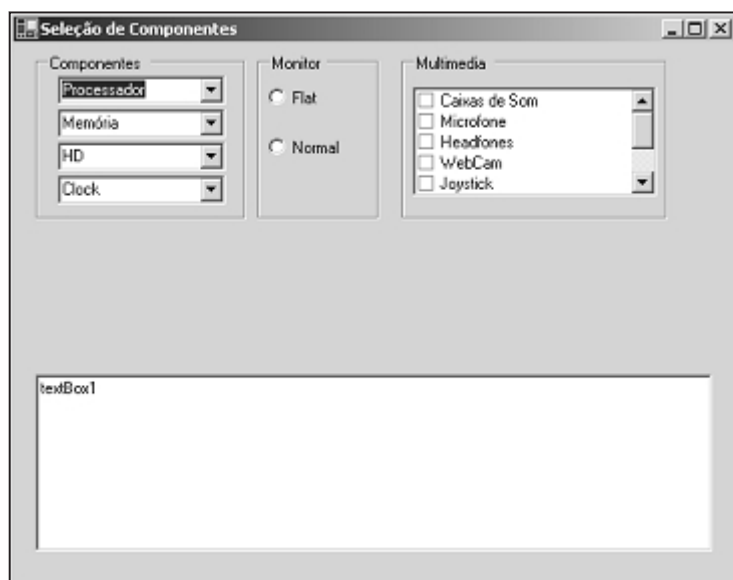 Seleção de Componentes
Componentes
Processador
Memória
HD
Clock
Monitor
Flat
Normal
Multimedia
Caixas de Som
Microfone
Headfones
WebCam
Joystick
textBox1